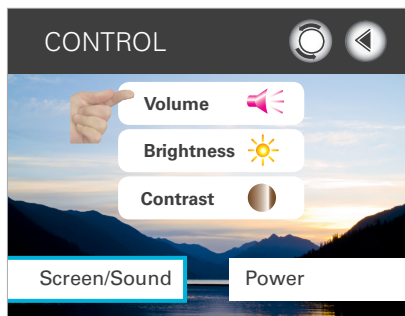 CONTROL
Volume
Brightness
Contrast
Screen/Sound
Power